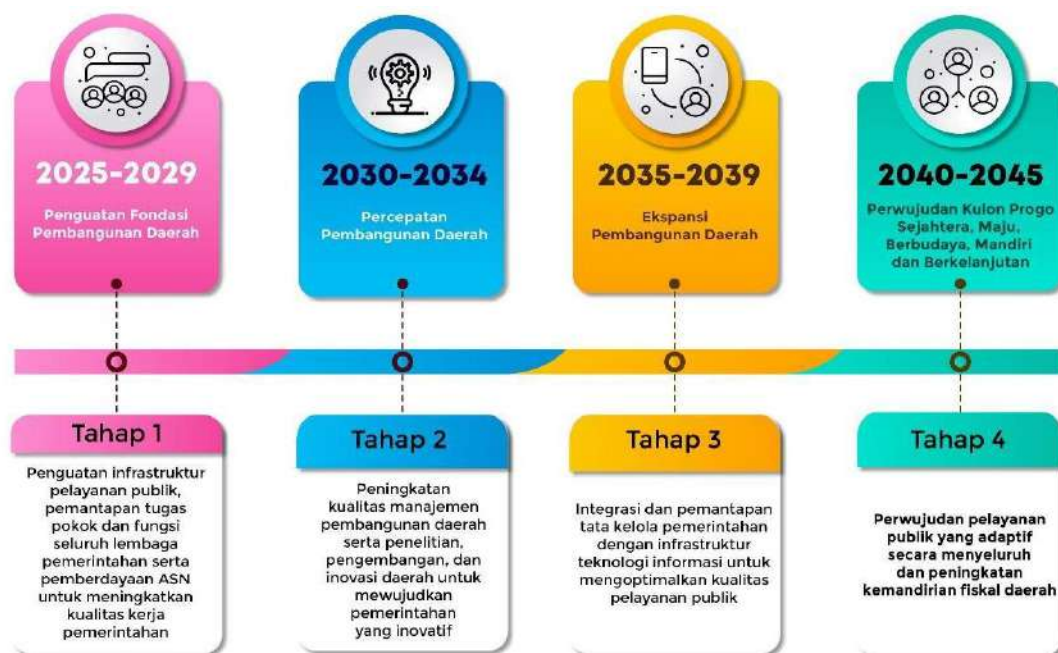 2025-2029
Penguatan Fondasi
Pembangunan Daerah
2030-2034
Percepatan
Pembangunan Daerah
2035-2039
Ekspansi
Pembangunan Daerah
2040-2045
Perwujudan Kulon Progo
Sejahtera, Maju,
Berbudaya, Mandiri
dan Berkelanjutan
Tahap 1
Penguatan infrastruktur
pelayanan publik,
pemantapan tugas
pokok dan fungsi
seluruh lembaga
pemerintahan serta
pemberdayaan ASN
untuk meningkatkan
kualitas kerja
pemerintahan
Tahap 2
Peningkatan
kualitas manajemen
pembangunan daerah
serta penelitian,
pengembangan, dan
inovasi daerah untuk
mewujudkan
pemerintahan
yang inovatif
Tahap 3
Integrasi dan pemantapan
tata kelola pemerintahan
dengan infrastruktur
teknologi informasi untuk
mengoptimalkan kualitas
pelayanan publik
Tahap 4
Perwujudan pelayanan
publik yang adaptif
secara menyeluruh
dan peningkatan
kemandirian fiskal daerah